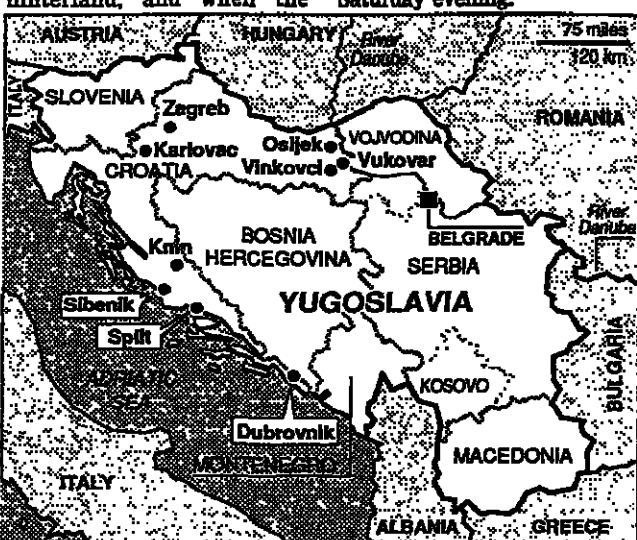 hinterland, and when the Saturday evening.
AUSTRIA
HUNGARY
River
Danube
75 miles
120 km
ITALY
SLOVENIA
Zagreb
ROMANIA
Karlovac
CROATIA
Osijek
VOJVODINA
Vinkovci
Vukovar
River
Danube
BOSNIA
HERCEGOVINA
BELGRADE
SERBIA
Knin
YUGOSLAVIA
Sibenik
Split
BULGARIA
ADRIATIC
SEA
KOSOVO
Dubrovnik
MONTENEGRO
MACEDONIA
ITALY
ALBANIA
GREECE